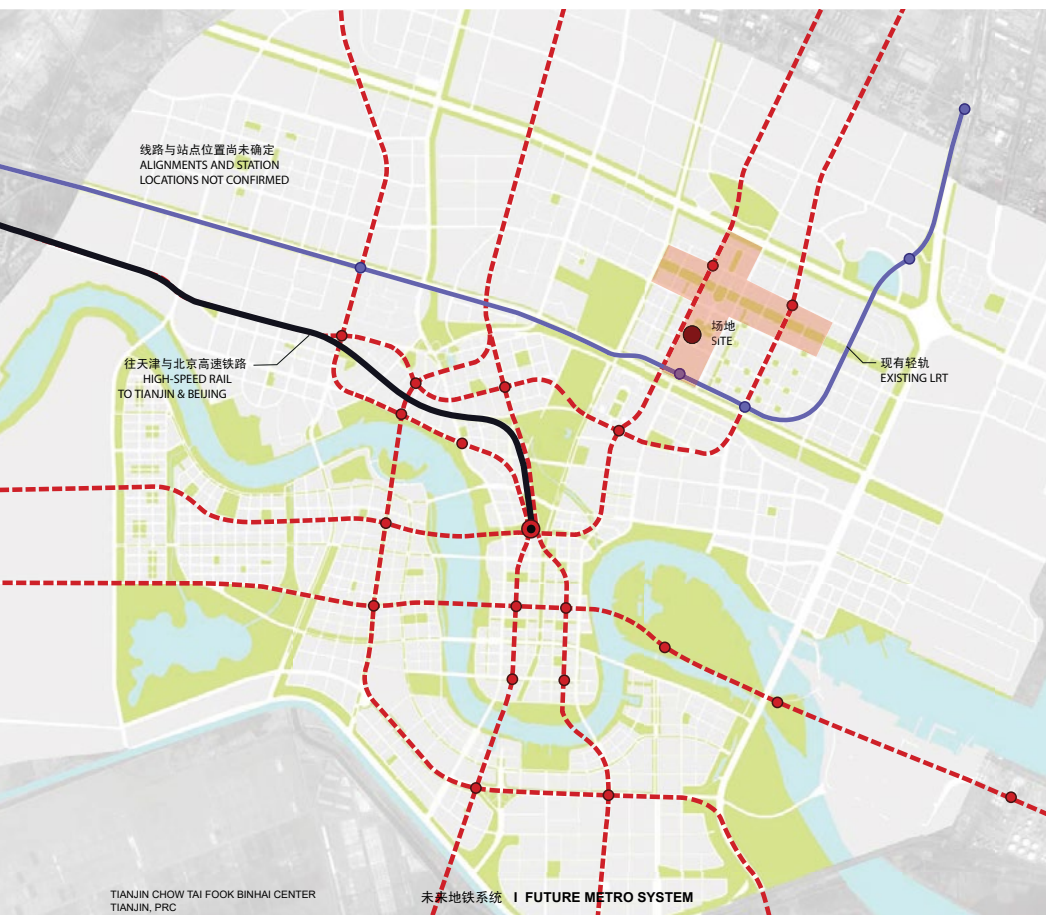 线路与站点位置尚未确定
ALIGNMENTS AND STATION
LOCATIONS NOT CONFIRMED
场地
SITE
往天津与北京高速铁路
HIGH-SPEED RAIL
TO TIANJIN & BEIJING
现有轻轨
EXISTING LRT
TIANJIN CHOW TAI FOOK BINHAI CENTER
TIANJIN, PRC
未来地铁系统 I FUTURE METRO SYSTEM